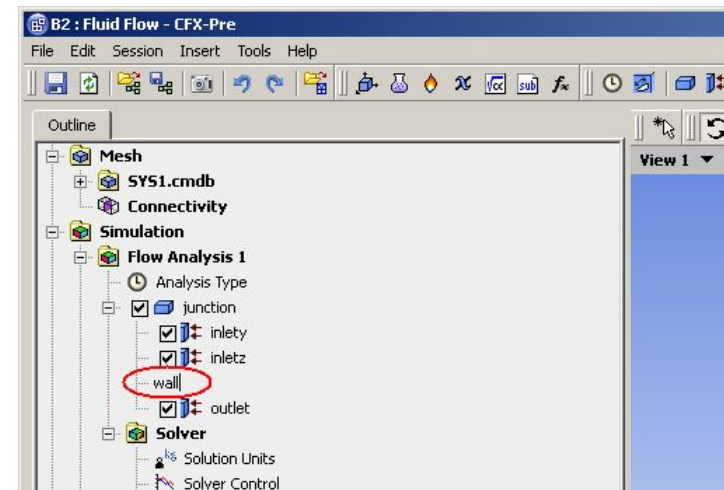 B2 : Fluid Flow - CFX-Pre
File Edit Session Insert Tools Help
Outline
View 1
Mesh
SYS1.cmdb
Connectivity
Simulation
Flow Analysis 1
Analysis Type
junction
inlety
inletz
wall
outlet
Solver
Solution Units
Solver Control